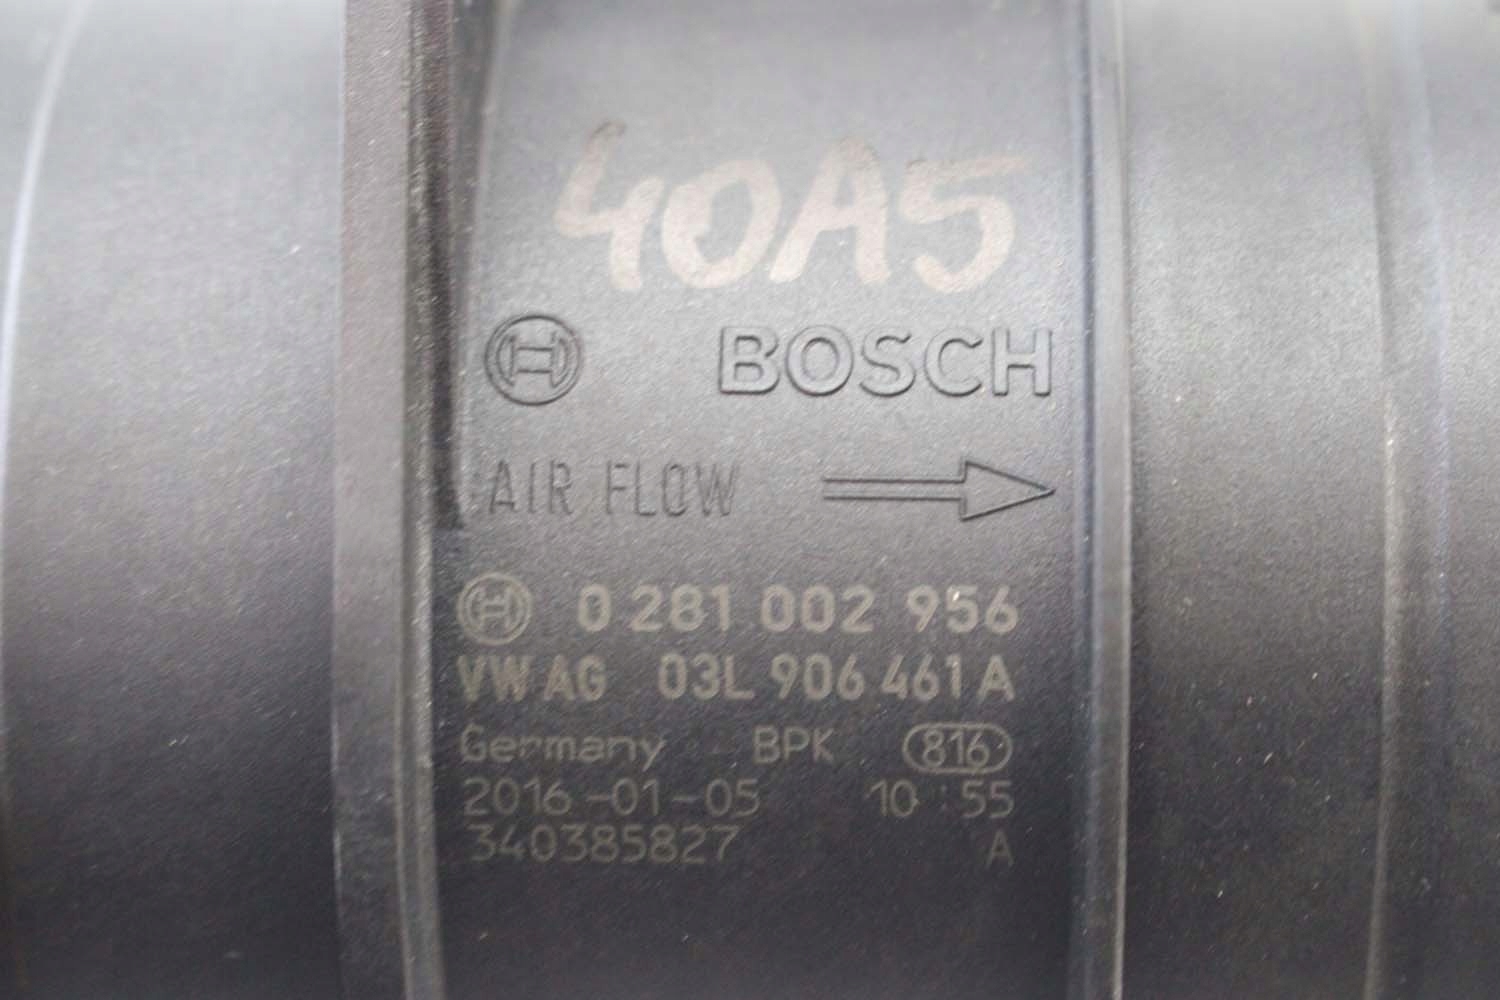 40A5
BOSCH
AIR FLOW
0 281 002 956
VW AG 03L 906 461 A
Germany BPK 816
2016-01-05 10:55
340385827 A